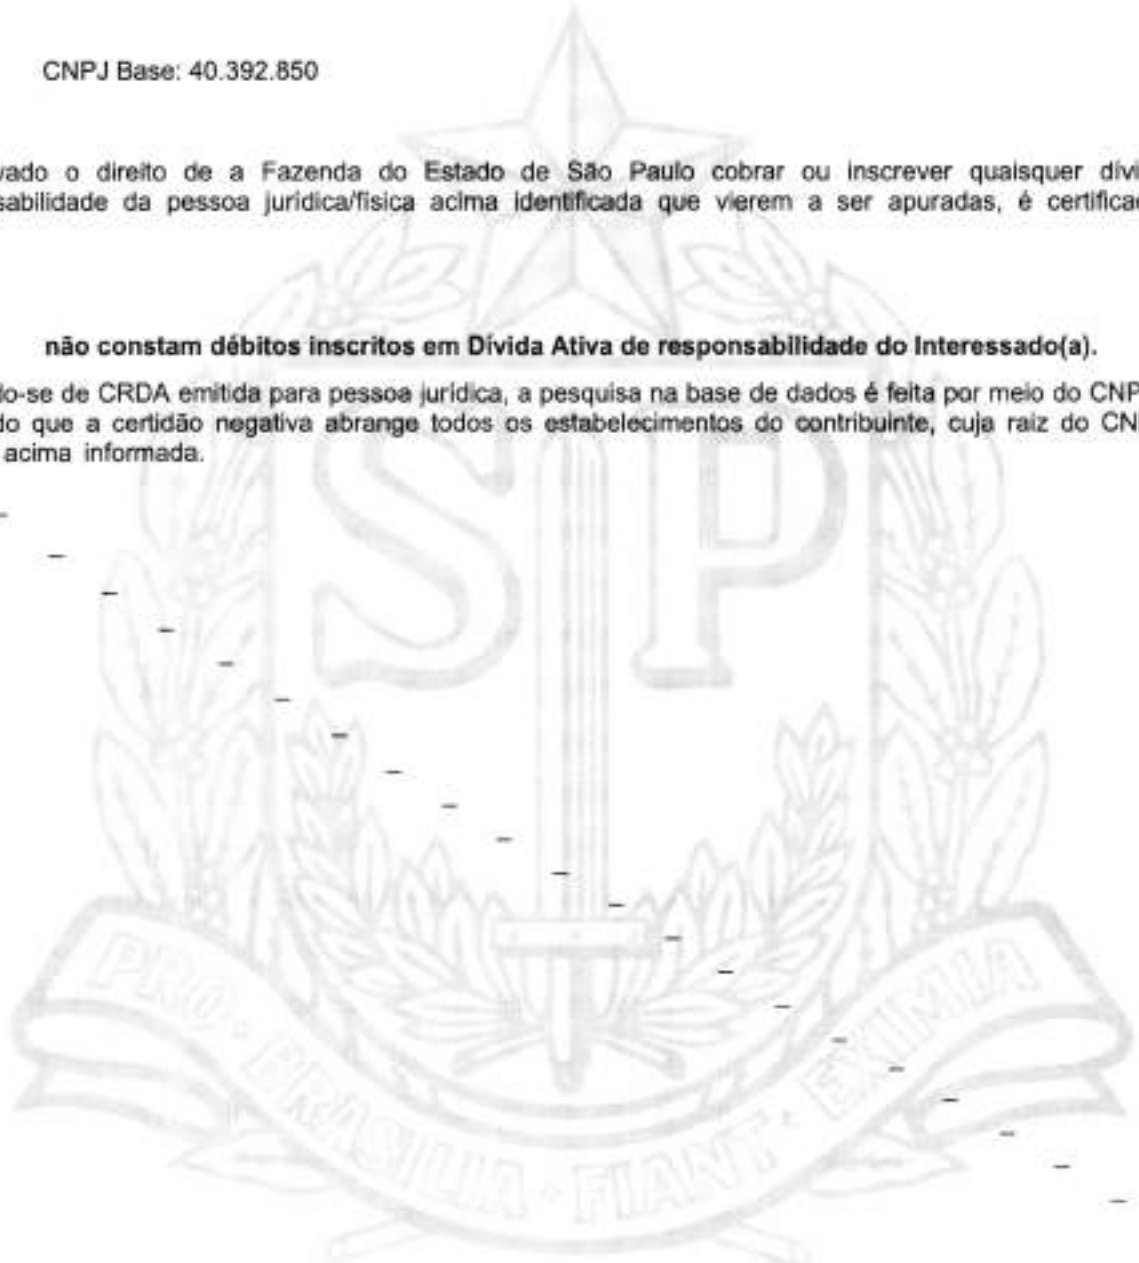 CNPJ Base: 40.392.850
vado o direito de a Fazenda do Estado de São Paulo cobrar ou inscrever quaisquer dívi
sabilidade da pessoa jurídica/física acima identificada que vierem a ser apuradas, é certifica
não constam débitos inscritos em Dívida Ativa de responsabilidade do Interessado(a).
do-se de CRDA emitida para pessoa jurídica, a pesquisa na base de dados é feita por meio do CNP
do que a certidão negativa abrange todos os estabelecimentos do contribuinte, cuja raiz do CN
acima informada.
SP
PRO · BRASILIA · FIANT · EXIMIA